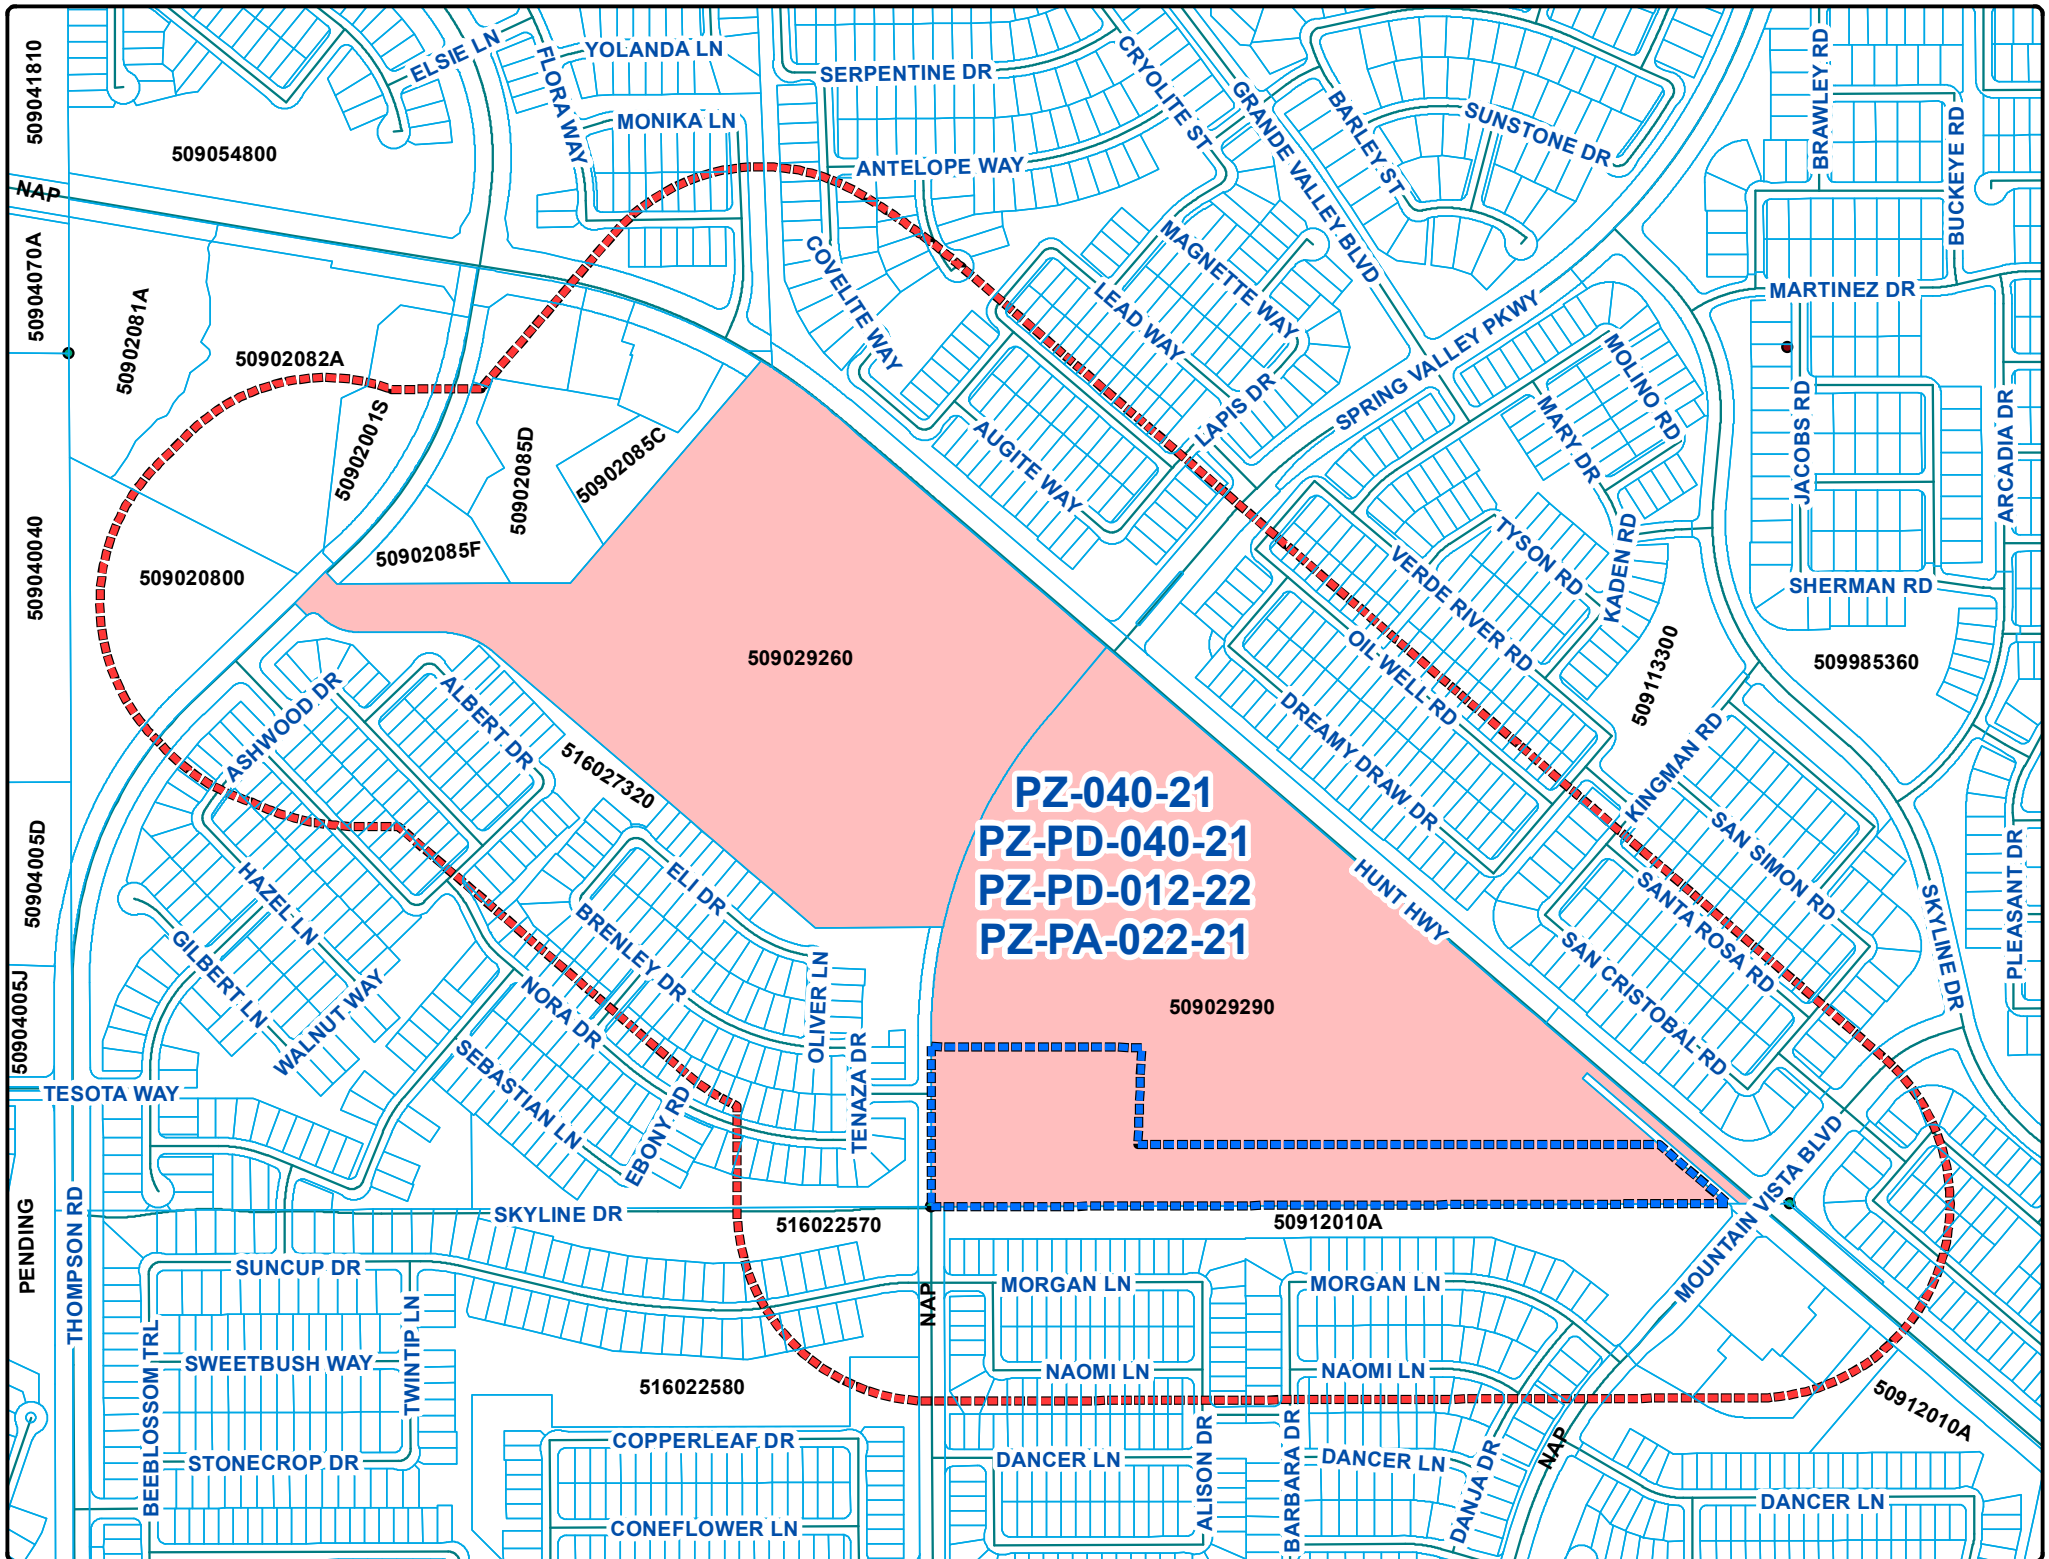 509041810
ELSIE LN
FLORA WAY
YOLANDA LN
SERPENTINE DR
CRYOLITE ST
GRANDE VALLEY BLVD
BARLEY ST
SUNSTONE DR
BRAWLEY RD
BUCKEYE RD
MONIKA LN
509054800
ANTELOPE WAY
NAP
50904070A
50902081A
50902082A
COVELITE WAY
MAGNETTE WAY
LEAD WAY
SPRING VALLEY PKWY
MARTINEZ DR
MOLINO RD
LAPIS DR
MARY DR
JACOBS RD
ARCADIA DR
50902001S
50902085D
50902085C
AUGITE WAY
509040040
50902085F
509020800
TYSON RD
KADEN RD
VERDE RIVER RD
SHERMAN RD
OIL WELL RD
509029260
509113300
509985360
ASHWOOD DR
ALBERT DR
516027320
DREAMY DRAW DR
KINGMAN RD
SAN SIMON RD
PZ-040-21
PZ-PD-040-21
PZ-PD-012-22
PZ-PA-022-21
50904005D
HAZEL LN
ELI DR
HUNT HWY
SANTA ROSA RD
SKYLINE DR
PLEASANT DR
GILBERT LN
BRENLEY DR
SAN CRISTOBAL RD
50904005J
WALNUT WAY
NORA DR
OLIVER LN
509029290
TESOTA WAY
SEBASTIAN LN
EBONY RD
TENAZA DR
MOUNTAIN VISTA BLVD
PENDING
THOMPSON RD
SKYLINE DR
516022570
50912010A
SUNCUP DR
TWINTIP LN
NAP
MORGAN LN
MORGAN LN
BEEBLOSSOM TRL
SWEETBUSH WAY
NAOMI LN
NAOMI LN
516022580
50912010A
STONECROP DR
COPPERLEAF DR
DANCER LN
ALISON DR
BARBARA DR
DANCER LN
DANJA DR
NAP
DANCER LN
CONEFLOWER LN